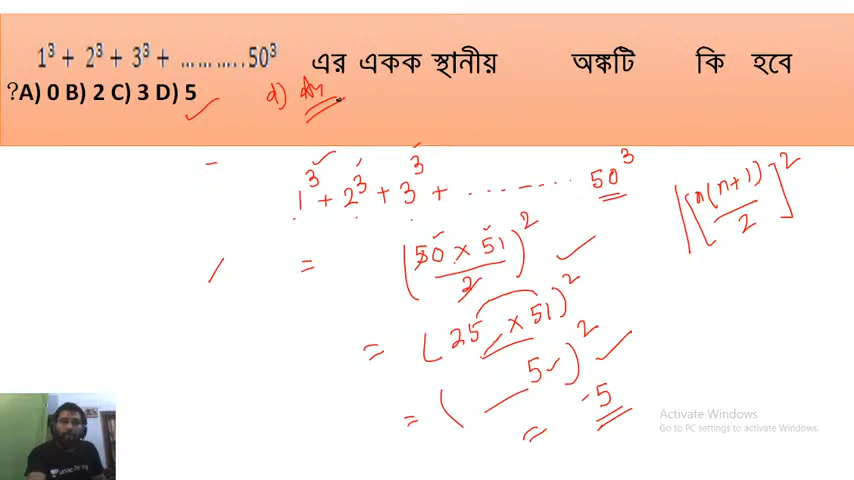 1³ + 2³ + 3³ + ………… 50³ এর একক স্থানীয় অঙ্কটি কি হবে
?A) 0 B) 2 C) 3 D) 5 d) Ans
1³ + 2³ + 3³ + ............ 50³ [n(n+1)/2]²
= (50 × 51/2)²
= (25 × 51)²
= ( __ 5)²
= -5
Activate Windows
Go to PC settings to activate Windows.